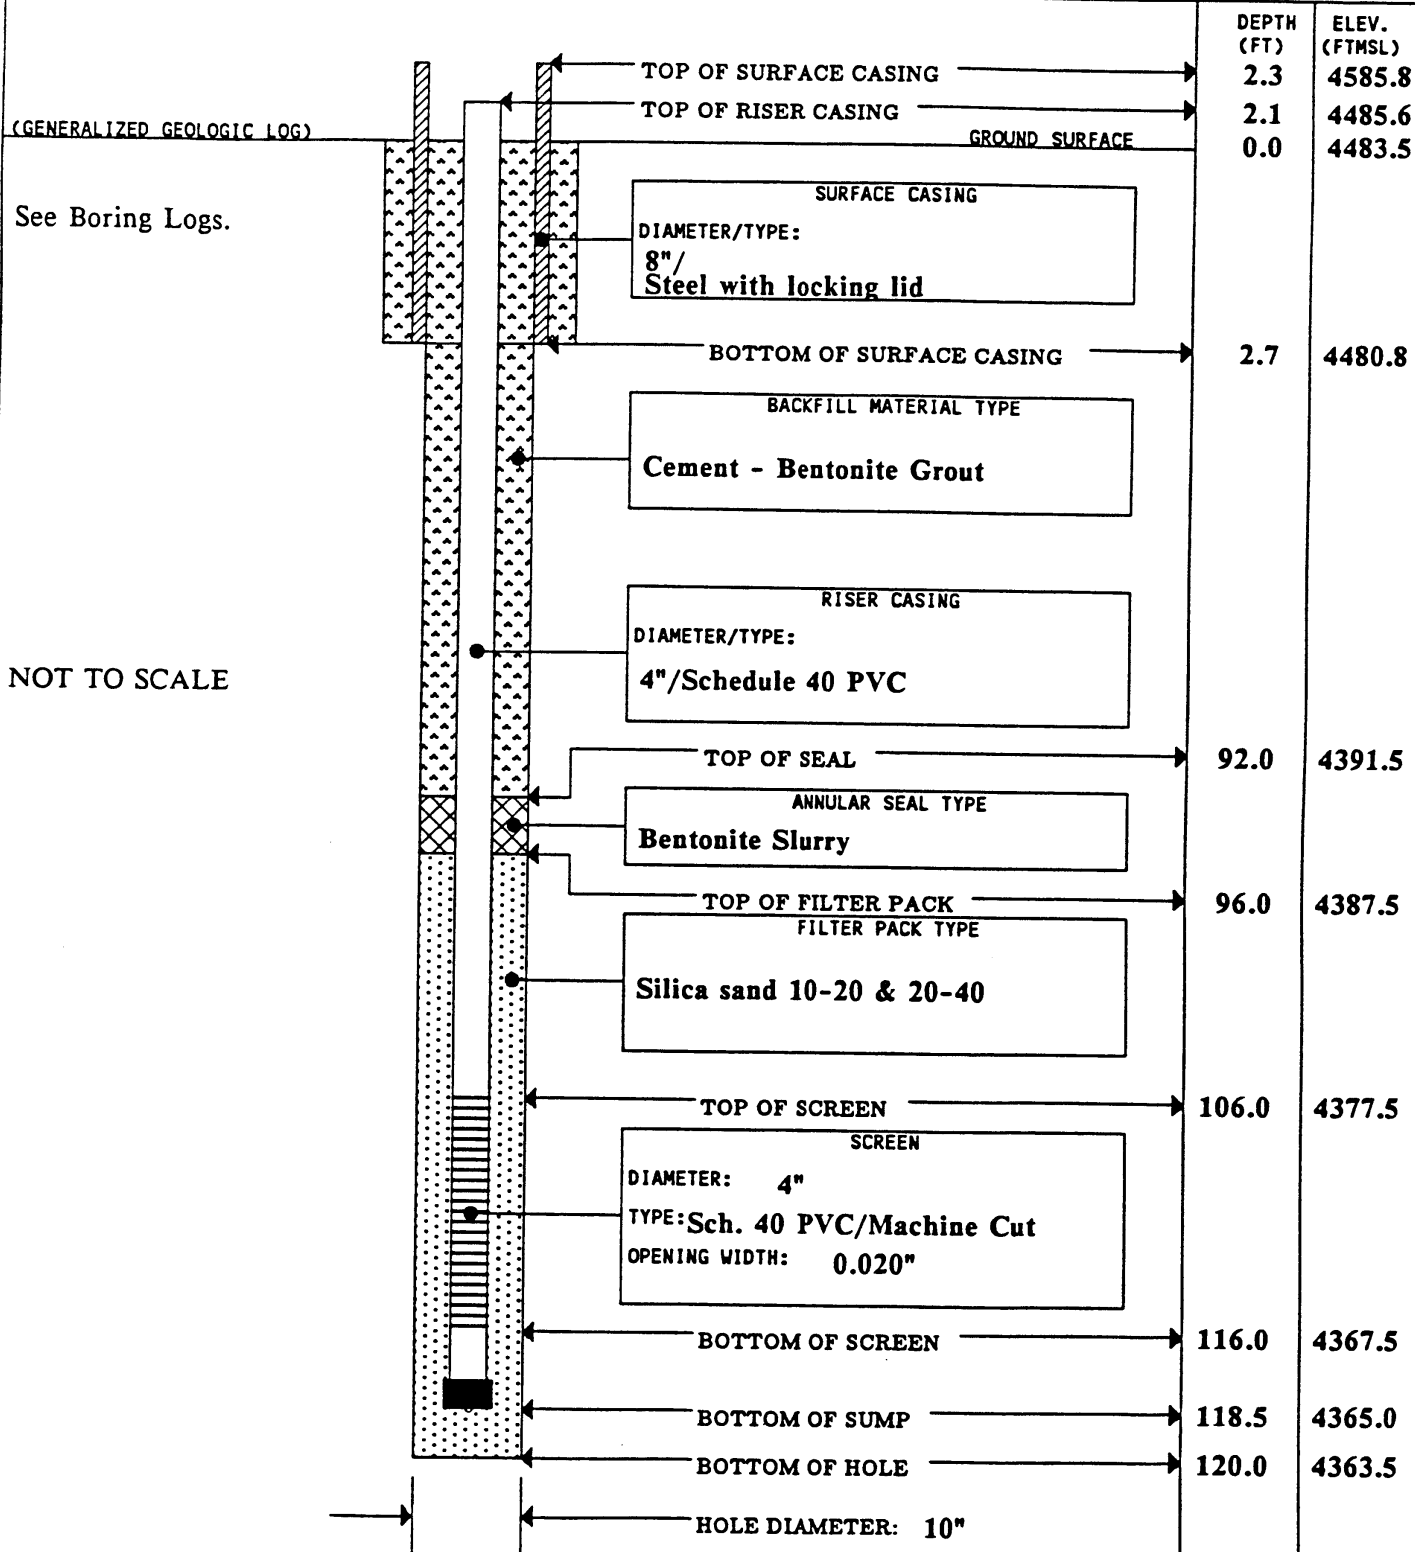 DEPTH ELEV.
(FT) (FTMSL)
TOP OF SURFACE CASING 2.3 4585.8
TOP OF RISER CASING 2.1 4485.6
(GENERALIZED GEOLOGIC LOG) GROUND SURFACE 0.0 4483.5
See Boring Logs.
SURFACE CASING
DIAMETER/TYPE:
8"/
Steel with locking lid
BOTTOM OF SURFACE CASING 2.7 4480.8
BACKFILL MATERIAL TYPE
Cement - Bentonite Grout
RISER CASING
DIAMETER/TYPE:
4"/Schedule 40 PVC
NOT TO SCALE
TOP OF SEAL 92.0 4391.5
ANNULAR SEAL TYPE
Bentonite Slurry
TOP OF FILTER PACK 96.0 4387.5
FILTER PACK TYPE
Silica sand 10-20 & 20-40
TOP OF SCREEN 106.0 4377.5
SCREEN
DIAMETER: 4"
TYPE: Sch. 40 PVC/Machine Cut
OPENING WIDTH: 0.020"
BOTTOM OF SCREEN 116.0 4367.5
BOTTOM OF SUMP 118.5 4365.0
BOTTOM OF HOLE 120.0 4363.5
HOLE DIAMETER: 10"